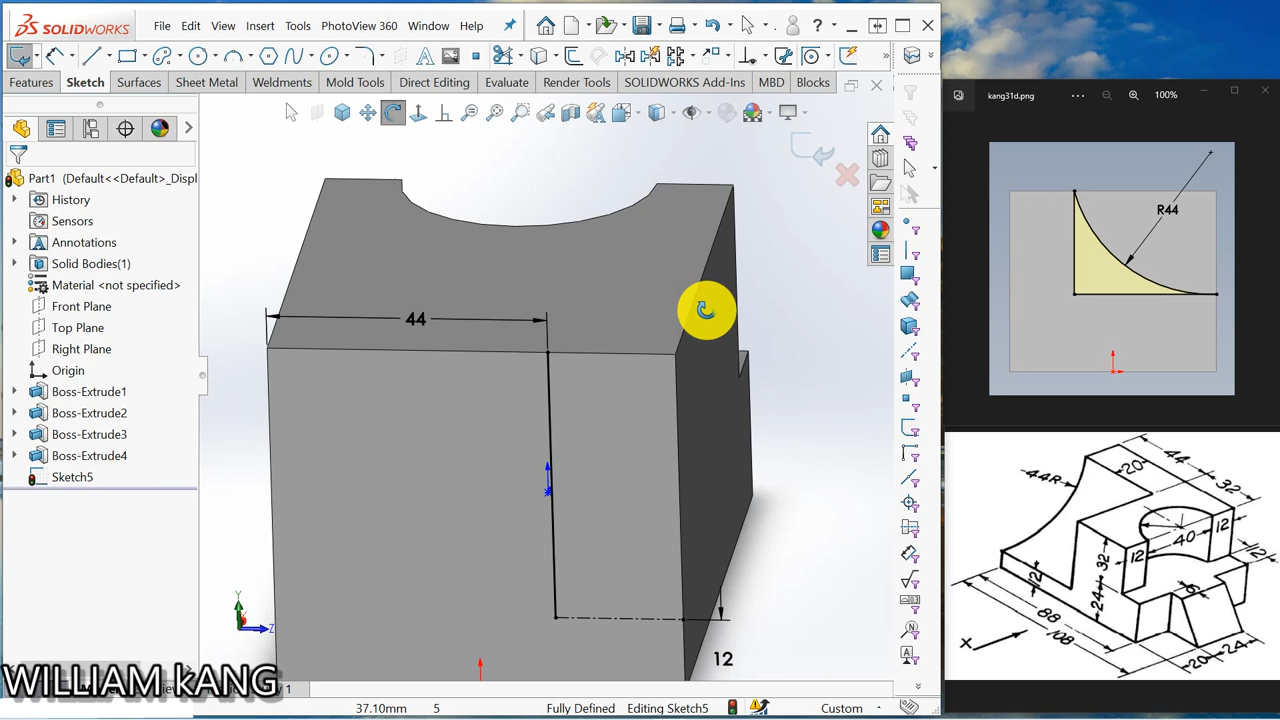 SOLIDWORKS File Edit View Insert Tools PhotoView 360 Window Help
Features Sketch Surfaces Sheet Metal Weldments Mold Tools Direct Editing Evaluate Render Tools SOLIDWORKS Add-Ins MBD Blocks
kang31d.png 100%
Part1 (Default<<Default>_Displ
History
Sensors
Annotations
Solid Bodies(1)
Material <not specified>
Front Plane
Top Plane
Right Plane
Origin
Boss-Extrude1
Boss-Extrude2
Boss-Extrude3
Boss-Extrude4
Sketch5
44
12
Y
Z
R44
44R
20
44
32
12
40
12
12
32
12
6
24
88
108
X
20
24
WILLIAM kANG
37.10mm 5 Fully Defined Editing Sketch5 Custom